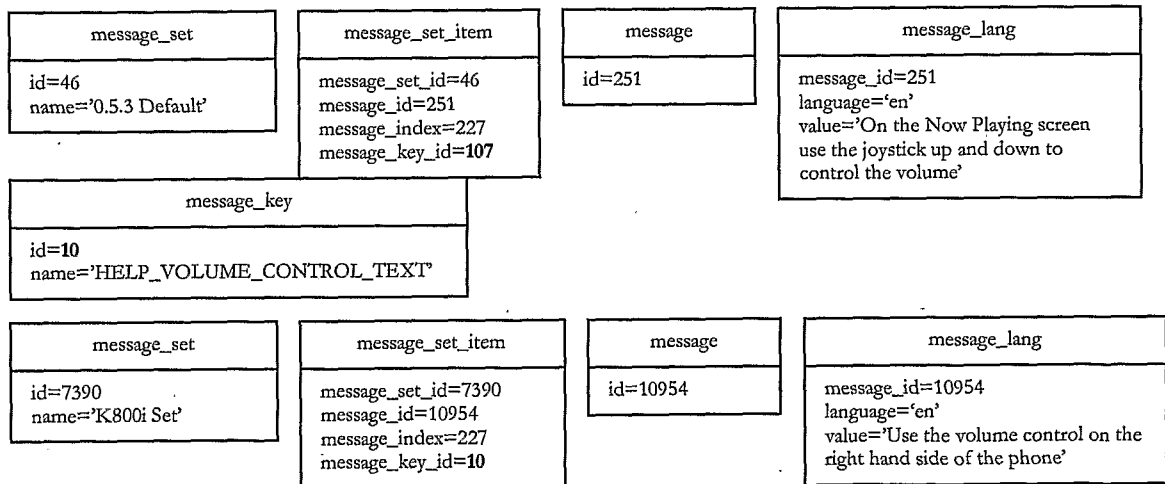 message_set
id=46
name='0.5.3 Default'
message_set_item
message_set_id=46
message_id=251
message_index=227
message_key_id=107
message
id=251
message_lang
message_id=251
language='en'
value='On the Now Playing screen
use the joystick up and down to
control the volume'
message_key
id=10
name='HELP_VOLUME_CONTROL_TEXT'
message_set
id=7390
name='K800i Set'
message_set_item
message_set_id=7390
message_id=10954
message_index=227
message_key_id=10
message
id=10954
message_lang
message_id=10954
language='en'
value='Use the volume control on the
right hand side of the phone'